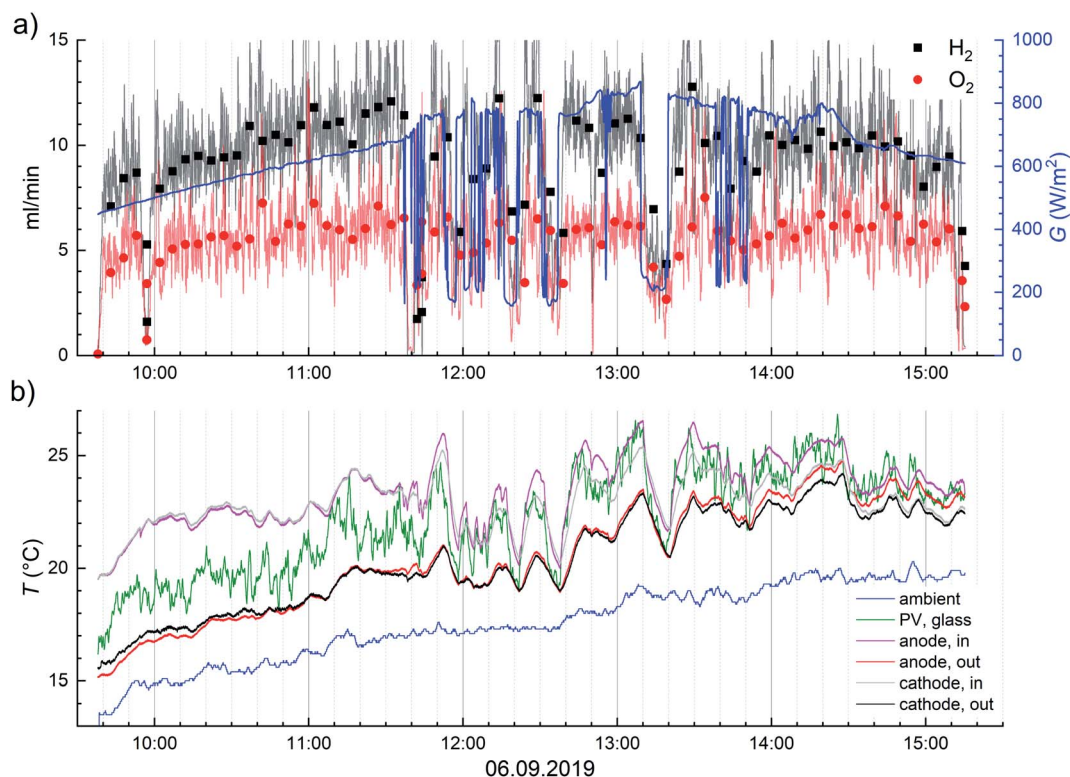 a)
15
10
5
0
ml/min
H2
O2
1000
800
600
400
200
0
G (W/m²)
10:00 11:00 12:00 13:00 14:00 15:00
b)
25
20
15
T (°C)
ambient
PV, glass
anode, in
anode, out
cathode, in
cathode, out
10:00 11:00 12:00 13:00 14:00 15:00
06.09.2019